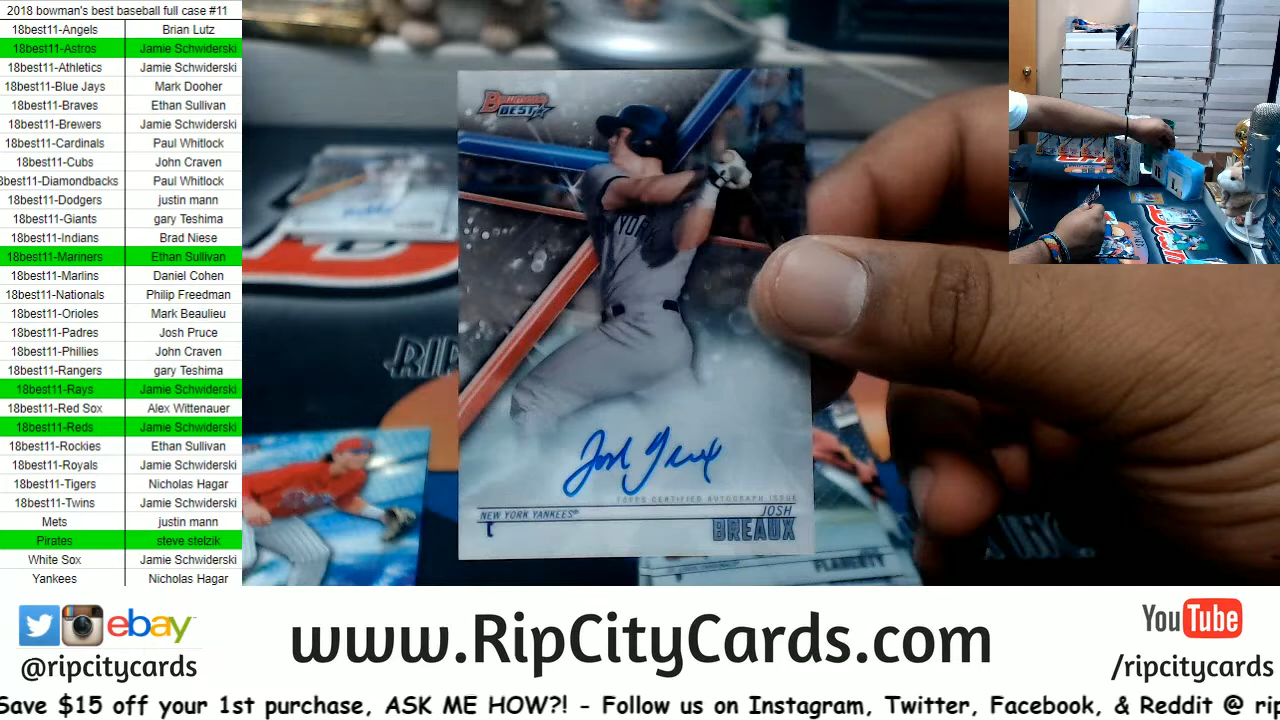 2018 bowman's best baseball full case #11
18best11-Angels Brian Lutz
18best11-Astros Jamie Schwiderski
18best11-Athletics Jamie Schwiderski
18best11-Blue Jays Mark Dooher
18best11-Braves Ethan Sullivan
18best11-Brewers Jamie Schwiderski
18best11-Cardinals Paul Whitlock
18best11-Cubs John Craven
8best11-Diamondbacks Paul Whitlock
18best11-Dodgers justin mann
18best11-Giants gary Teshima
18best11-Indians Brad Niese
18best11-Mariners Ethan Sullivan
18best11-Marlins Daniel Cohen
18best11-Nationals Philip Freedman
18best11-Orioles Mark Beaulieu
18best11-Padres Josh Pruce
18best11-Phillies John Craven
18best11-Rangers gary Teshima
18best11-Rays Jamie Schwiderski
18best11-Red Sox Alex Wittenauer
18best11-Reds Jamie Schwiderski
18best11-Rockies Ethan Sullivan
18best11-Royals Jamie Schwiderski
18best11-Tigers Nicholas Hagar
18best11-Twins Jamie Schwiderski
Mets justin mann
Pirates steve stelzik
White Sox Jamie Schwiderski
Yankees Nicholas Hagar
BOWMAN'S
BEST
YORK
TOPPS CERTIFIED AUTOGRAPH ISSUE
NEW YORK YANKEES® JOSH
BREAUX
FLAHERTY
RIP
ebay
@ripcitycards
www.RipCityCards.com
YouTube
/ripcitycards
Save $15 off your 1st purchase, ASK ME HOW?! - Follow us on Instagram, Twitter, Facebook, & Reddit @ rip